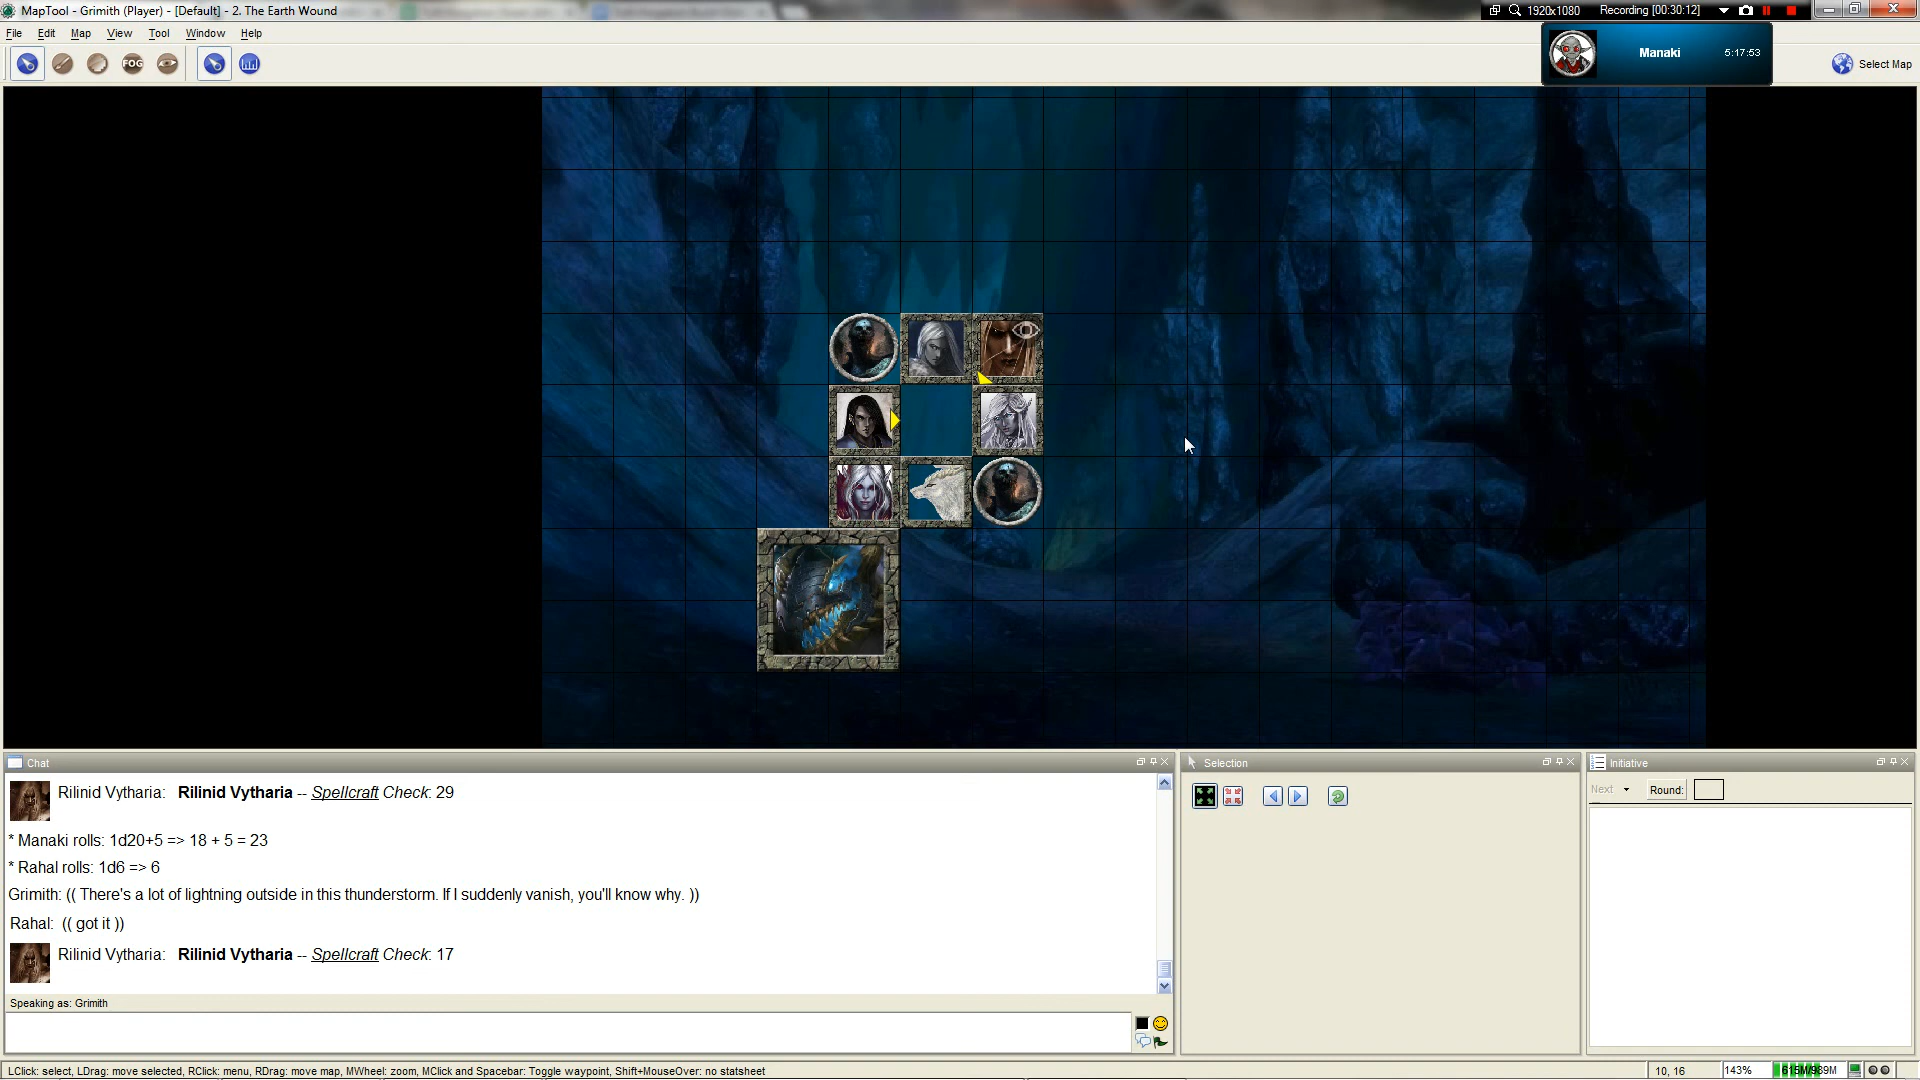 MapTool - Grimith (Player) - [Default] - 2. The Earth Wound
1920x1080
Recording [00:30:12]
File Edit Map View Tool Window Help
FOG
Manaki
5:17:53
Select Map
Chat
Rilinid Vytharia: Rilinid Vytharia -- Spellcraft Check: 29
* Manaki rolls: 1d20+5 => 18 + 5 = 23
* Rahal rolls: 1d6 => 6
Grimith: (( There's a lot of lightning outside in this thunderstorm. If I suddenly vanish, you'll know why. ))
Rahal: (( got it ))
Rilinid Vytharia: Rilinid Vytharia -- Spellcraft Check: 17
Speaking as: Grimith
Selection
Initiative
Next
Round:
LClick: select, LDrag: move selected, RClick: menu, RDrag: move map, MWheel: zoom, MClick and Spacebar: Toggle waypoint, Shift+MouseOver: no statsheet
10, 16
143%
615M/989M